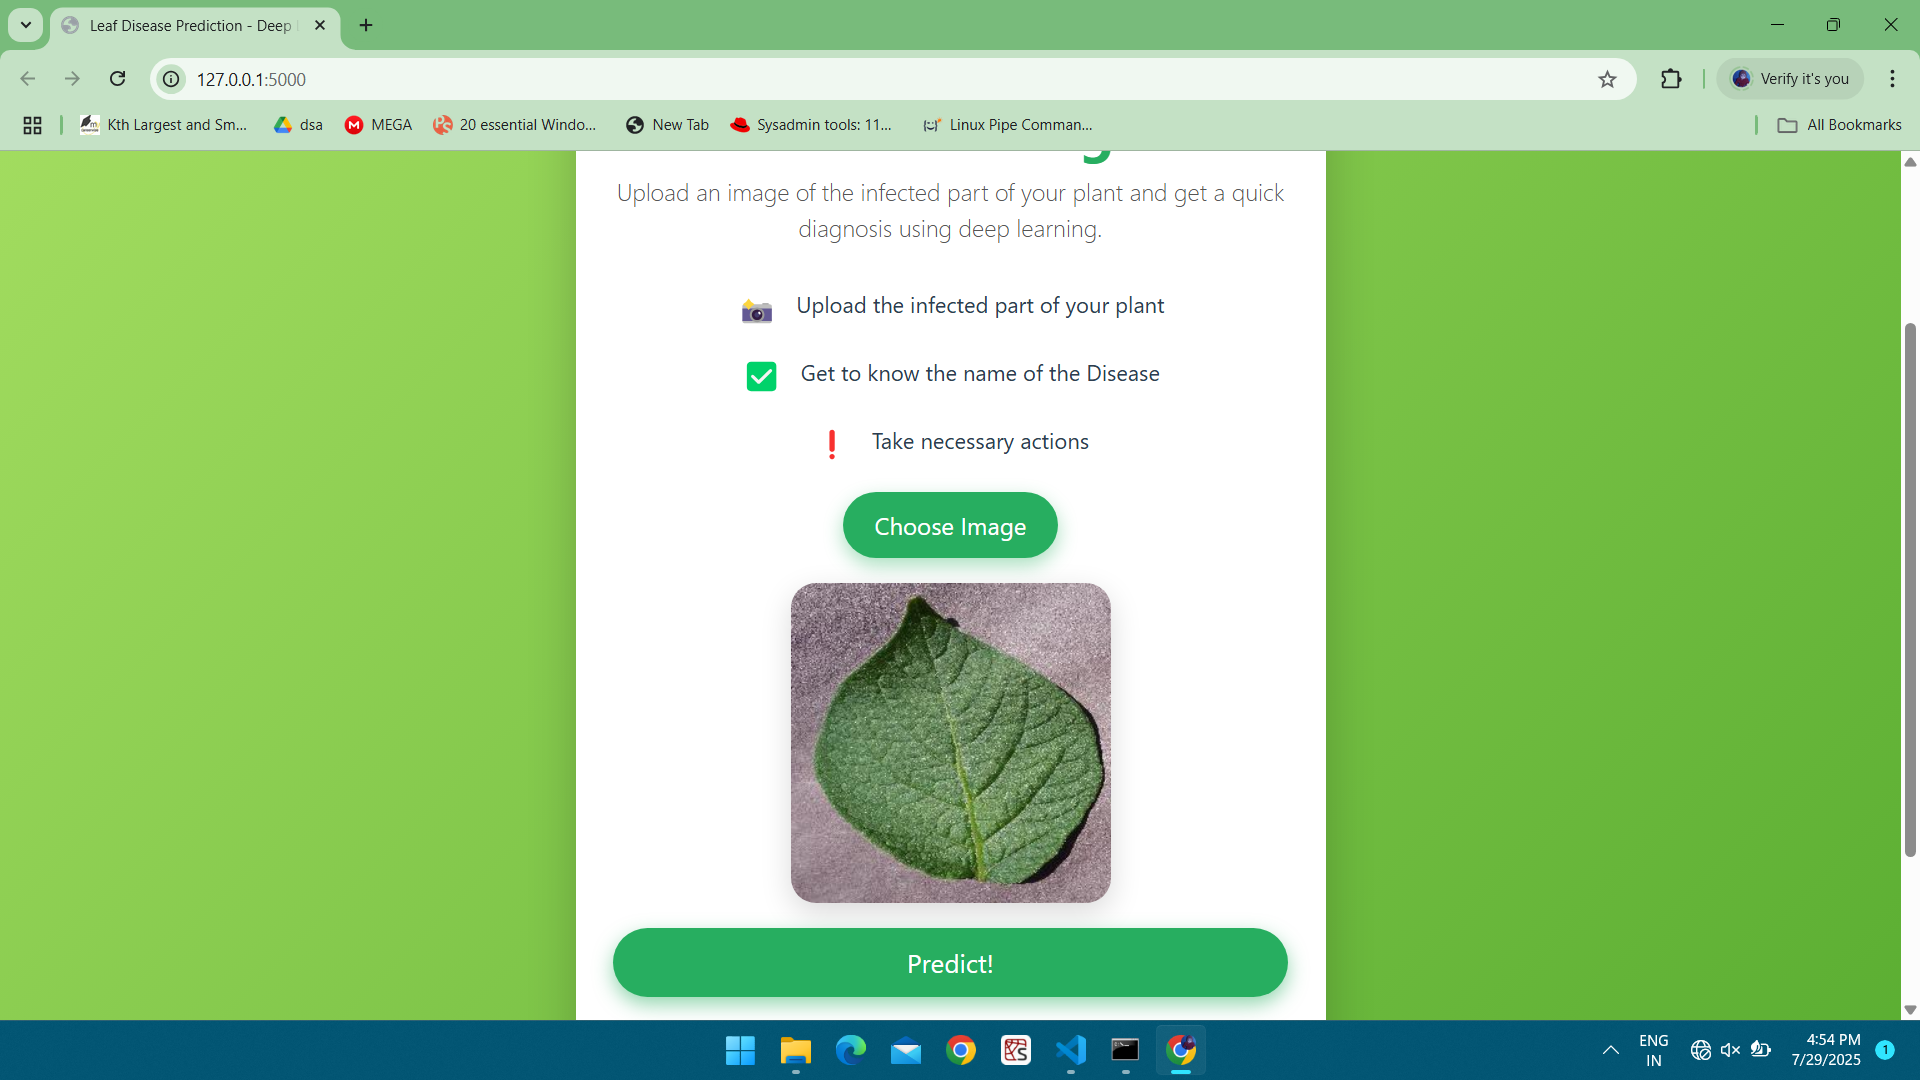 Leaf Disease Prediction - Deep
127.0.0.1:5000
Verify it's you
Kth Largest and Sm...
dsa
MEGA
20 essential Windo...
New Tab
Sysadmin tools: 11...
Linux Pipe Comman...
All Bookmarks
Upload an image of the infected part of your plant and get a quick
diagnosis using deep learning.
Upload the infected part of your plant
Get to know the name of the Disease
Take necessary actions
Choose Image
Predict!
ENG
IN
4:54 PM
7/29/2025
1